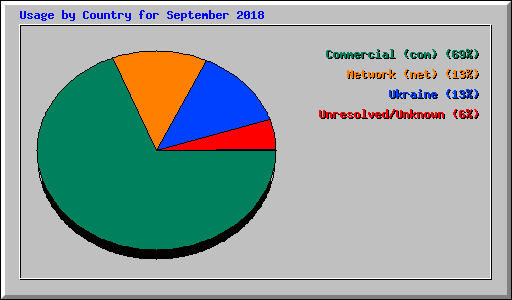 Usage by Country for September 2018
Commercial (com) (69%)
Network (net) (13%)
Ukraine (13%)
Unresolved/Unknown (6%)